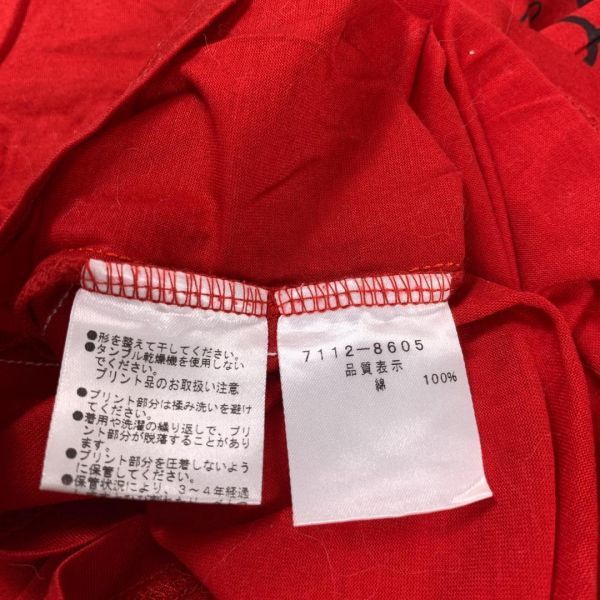 ●形を整えて干してください。
●タンブル乾燥機を使用しない
でください。
プリント品のお取扱い注意
●プリント部分は揉み洗いを避け
てください。
●着用や洗濯の繰り返しで、プリ
ント部分が脱落することがあり
ます。
●プリント部分を圧着しないよう
に保管してください。
●保管状況により、3～4年経過
7112-8605
品質表示
綿 100%